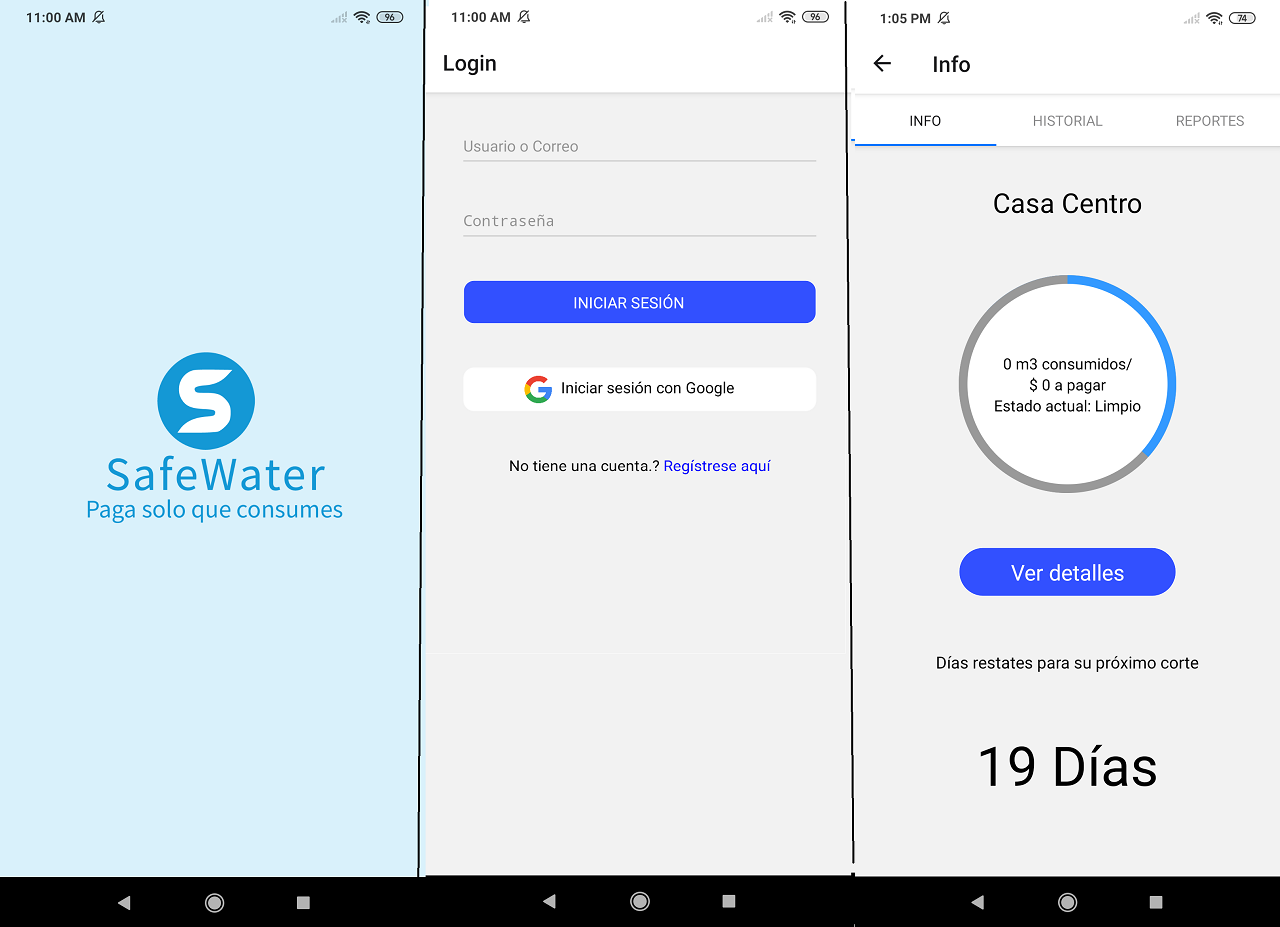 11:00 AM
96
SafeWater
Paga solo que consumes
11:00 AM
96
Login
Usuario o Correo
Contraseña
INICIAR SESIÓN
Iniciar sesión con Google
No tiene una cuenta.? Regístrese aquí
1:05 PM
74
Info
INFO
HISTORIAL
REPORTES
Casa Centro
0 m3 consumidos/
$ 0 a pagar
Estado actual: Limpio
Ver detalles
Días restates para su próximo corte
19 Días